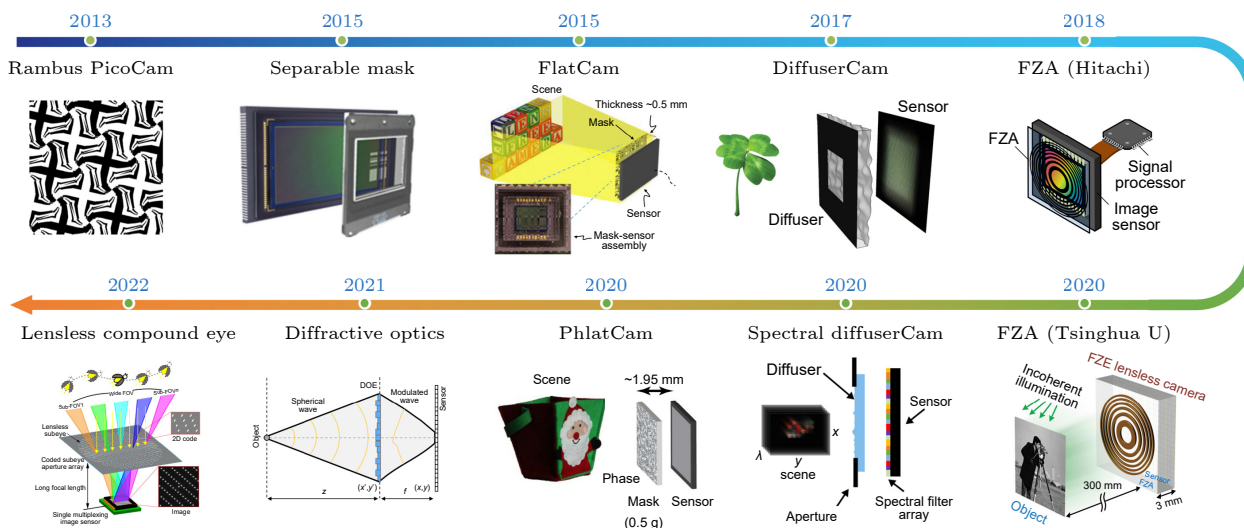 2013
2015
2015
2017
2018
Rambus PicoCam
Separable mask
FlatCam
DiffuserCam
FZA (Hitachi)
Scene
Thickness ~0.5 mm
Mask
Sensor
Mask-sensor
assembly
Sensor
Diffuser
FZA
Signal
processor
Image
sensor
2022
2021
2020
2020
2020
Lensless compound eye
Diffractive optics
PhlatCam
Spectral diffuserCam
FZA (Tsinghua U)
Wide FOV
Sub-FOV1
Lensless
subeye
2D code
Coded subeye
aperture array
Long focal length
Image
Single multiplexing
image sensor
DOE
Spherical
wave
Modulated
wave
Sensor
Object
(x',y')
(x,y)
z
f
Scene
~1.95 mm
Phase
Mask
Sensor
(0.5 g)
Diffuser
Sensor
x
λ
y
scene
Aperture
Spectral filter
array
FZE lensless camera
Incoherent
illumination
Sensor
FZA
300 mm
3 mm
Object